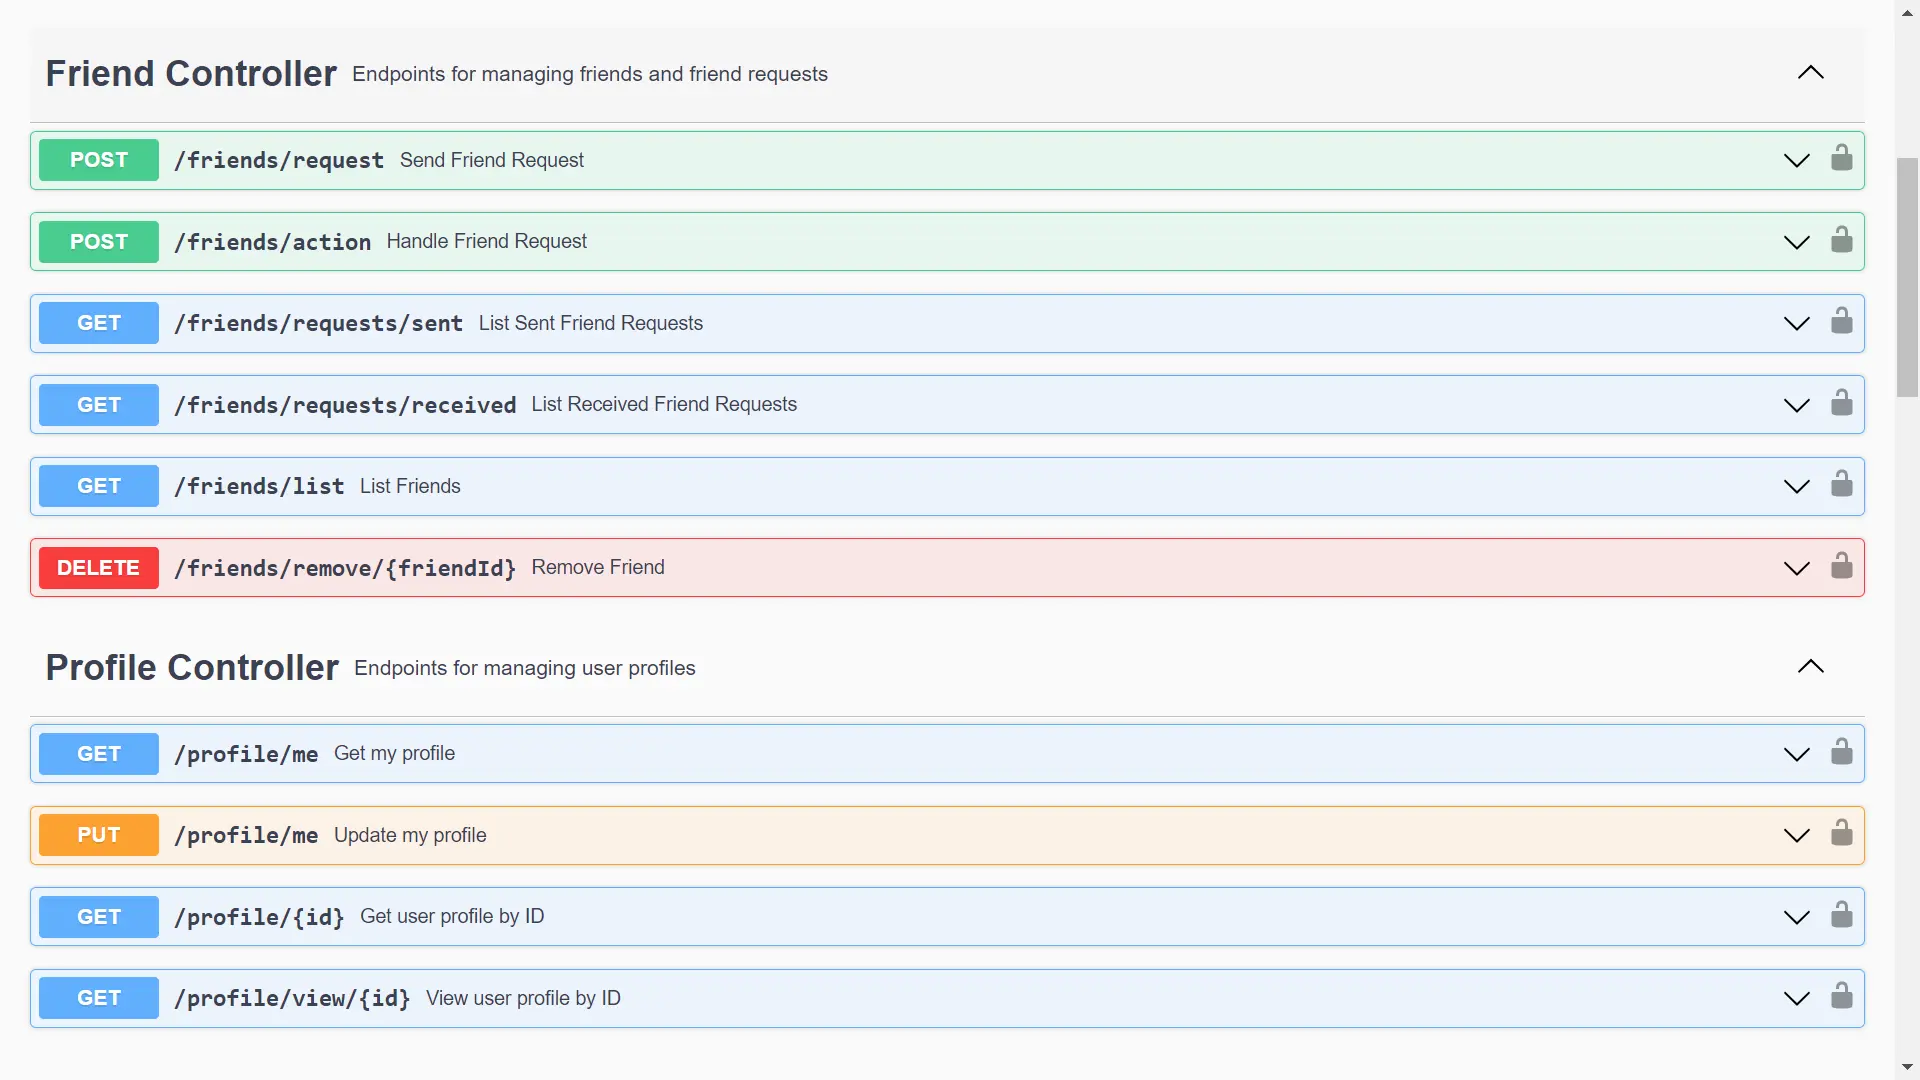 Friend Controller Endpoints for managing friends and friend requests
POST /friends/request Send Friend Request
POST /friends/action Handle Friend Request
GET /friends/requests/sent List Sent Friend Requests
GET /friends/requests/received List Received Friend Requests
GET /friends/list List Friends
DELETE /friends/remove/{friendId} Remove Friend
Profile Controller Endpoints for managing user profiles
GET /profile/me Get my profile
PUT /profile/me Update my profile
GET /profile/{id} Get user profile by ID
GET /profile/view/{id} View user profile by ID